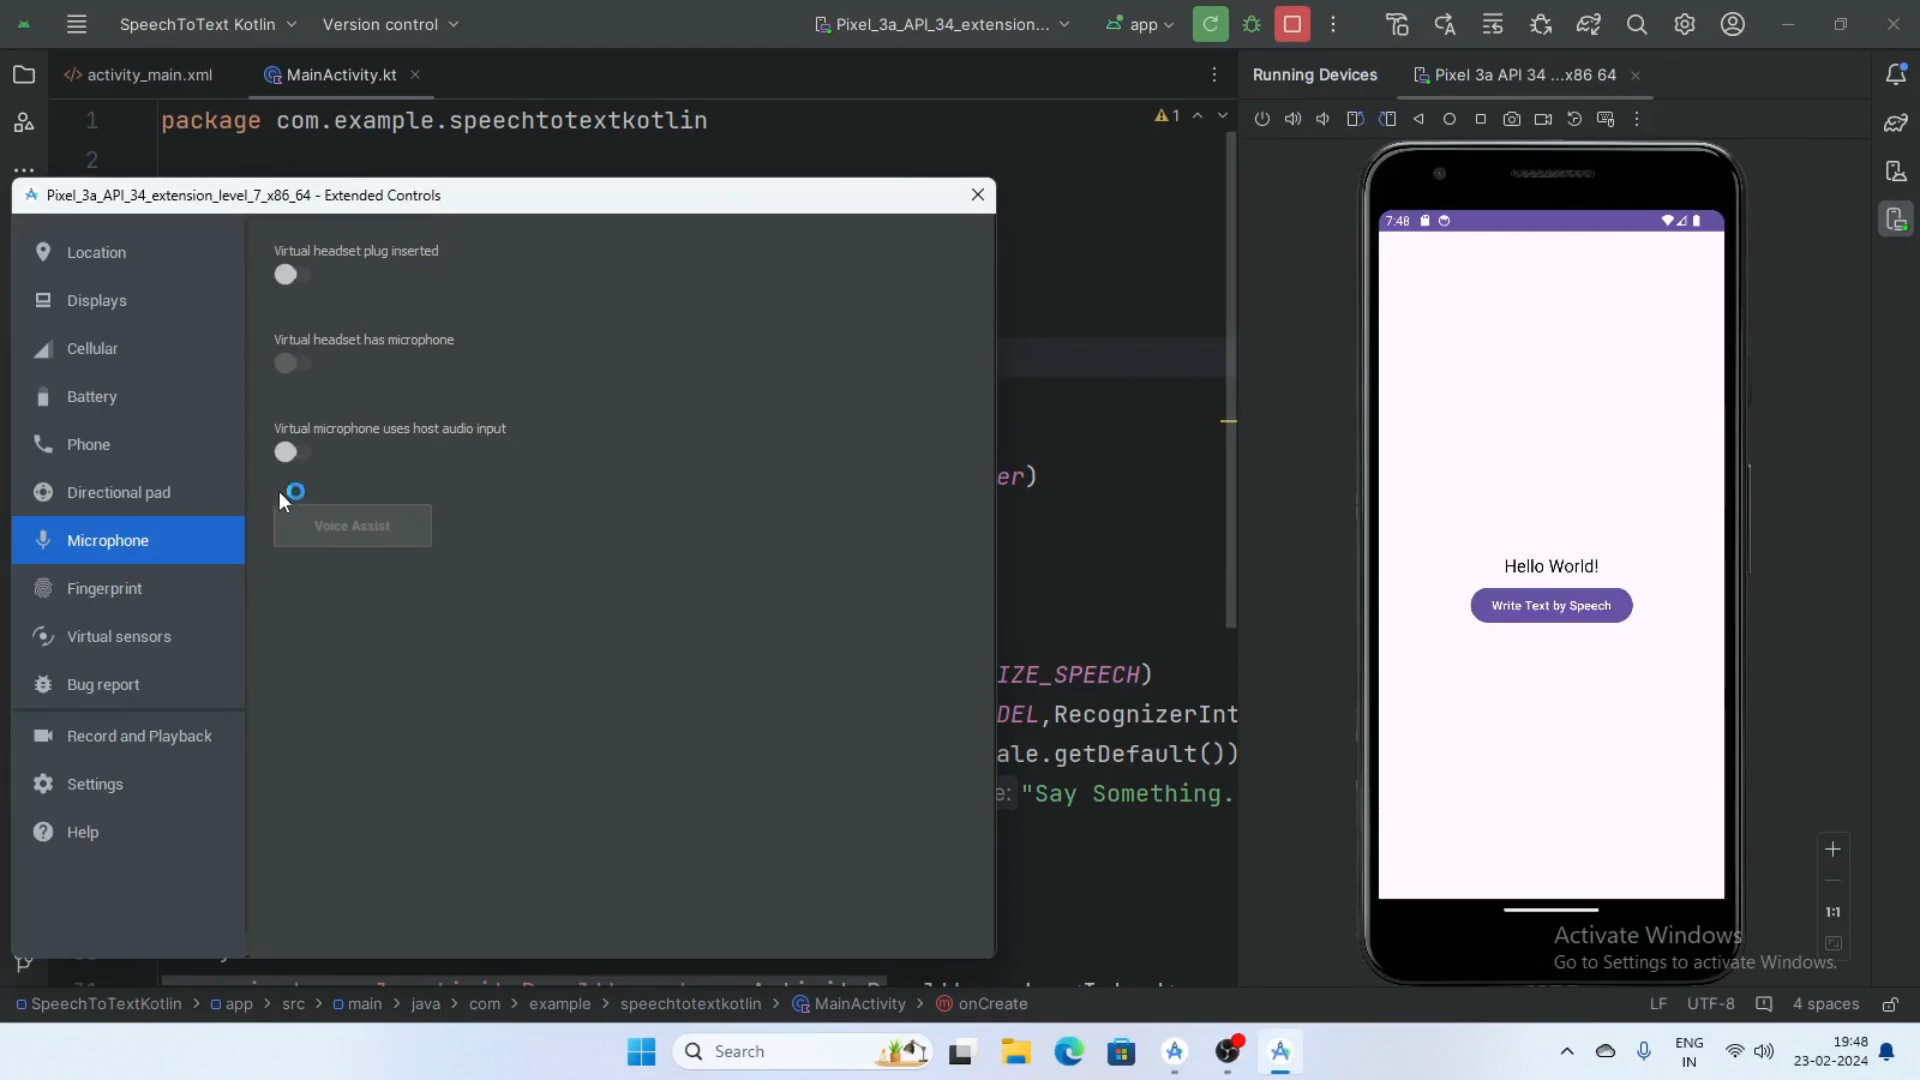 SpeechToText Kotlin
Version control
Pixel_3a_API_34_extension...
app
activity_main.xml
MainActivity.kt
Running Devices
Pixel 3a API 34 ...x86 64
1
package com.example.speechtotextkotlin
1
2
Pixel_3a_API_34_extension_level_7_x86_64 - Extended Controls
Location
Displays
Cellular
Battery
Phone
Directional pad
Microphone
Fingerprint
Virtual sensors
Bug report
Record and Playback
Settings
Help
Virtual headset plug inserted
Virtual headset has microphone
Virtual microphone uses host audio input
Voice Assist
er)
IZE_SPEECH)
DEL,RecognizerInt
ale.getDefault())
e: "Say Something.
7:48
Hello World!
Write Text by Speech
1:1
Activate Windows
Go to Settings to activate Windows.
SpeechToTextKotlin > app > src > main > java > com > example > speechtotextkotlin > MainActivity > onCreate
LF UTF-8 4 spaces
Search
ENG
IN
19:48
23-02-2024